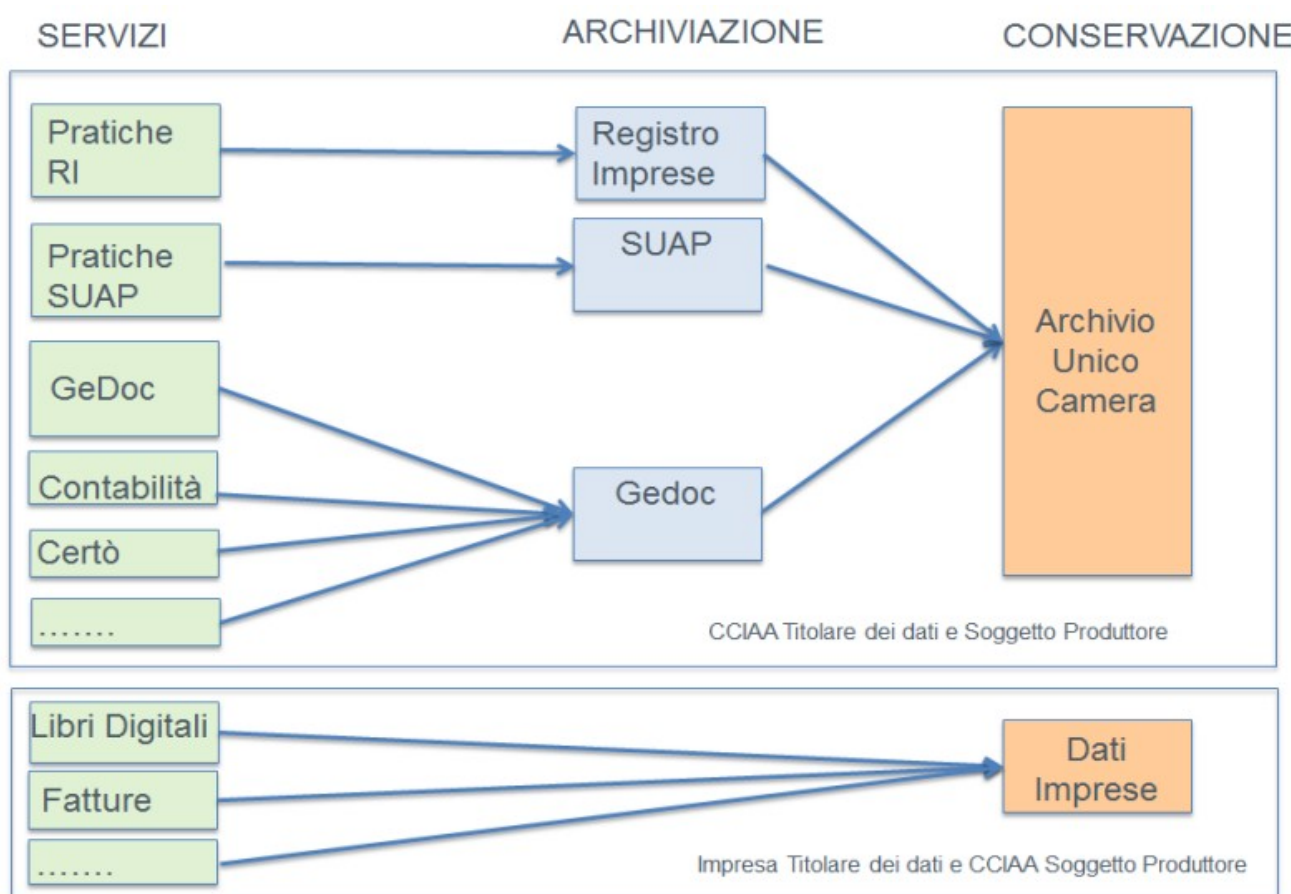 SERVIZI
ARCHIVIAZIONE
CONSERVAZIONE
Pratiche
RI
Registro
Imprese
Pratiche
SUAP
SUAP
GeDoc
Archivio
Unico
Camera
Contabilità
Gedoc
Certò
.......
CCIAA Titolare dei dati e Soggetto Produttore
Libri Digitali
Dati
Imprese
Fatture
.......
Impresa Titolare dei dati e CCIAA Soggetto Produttore